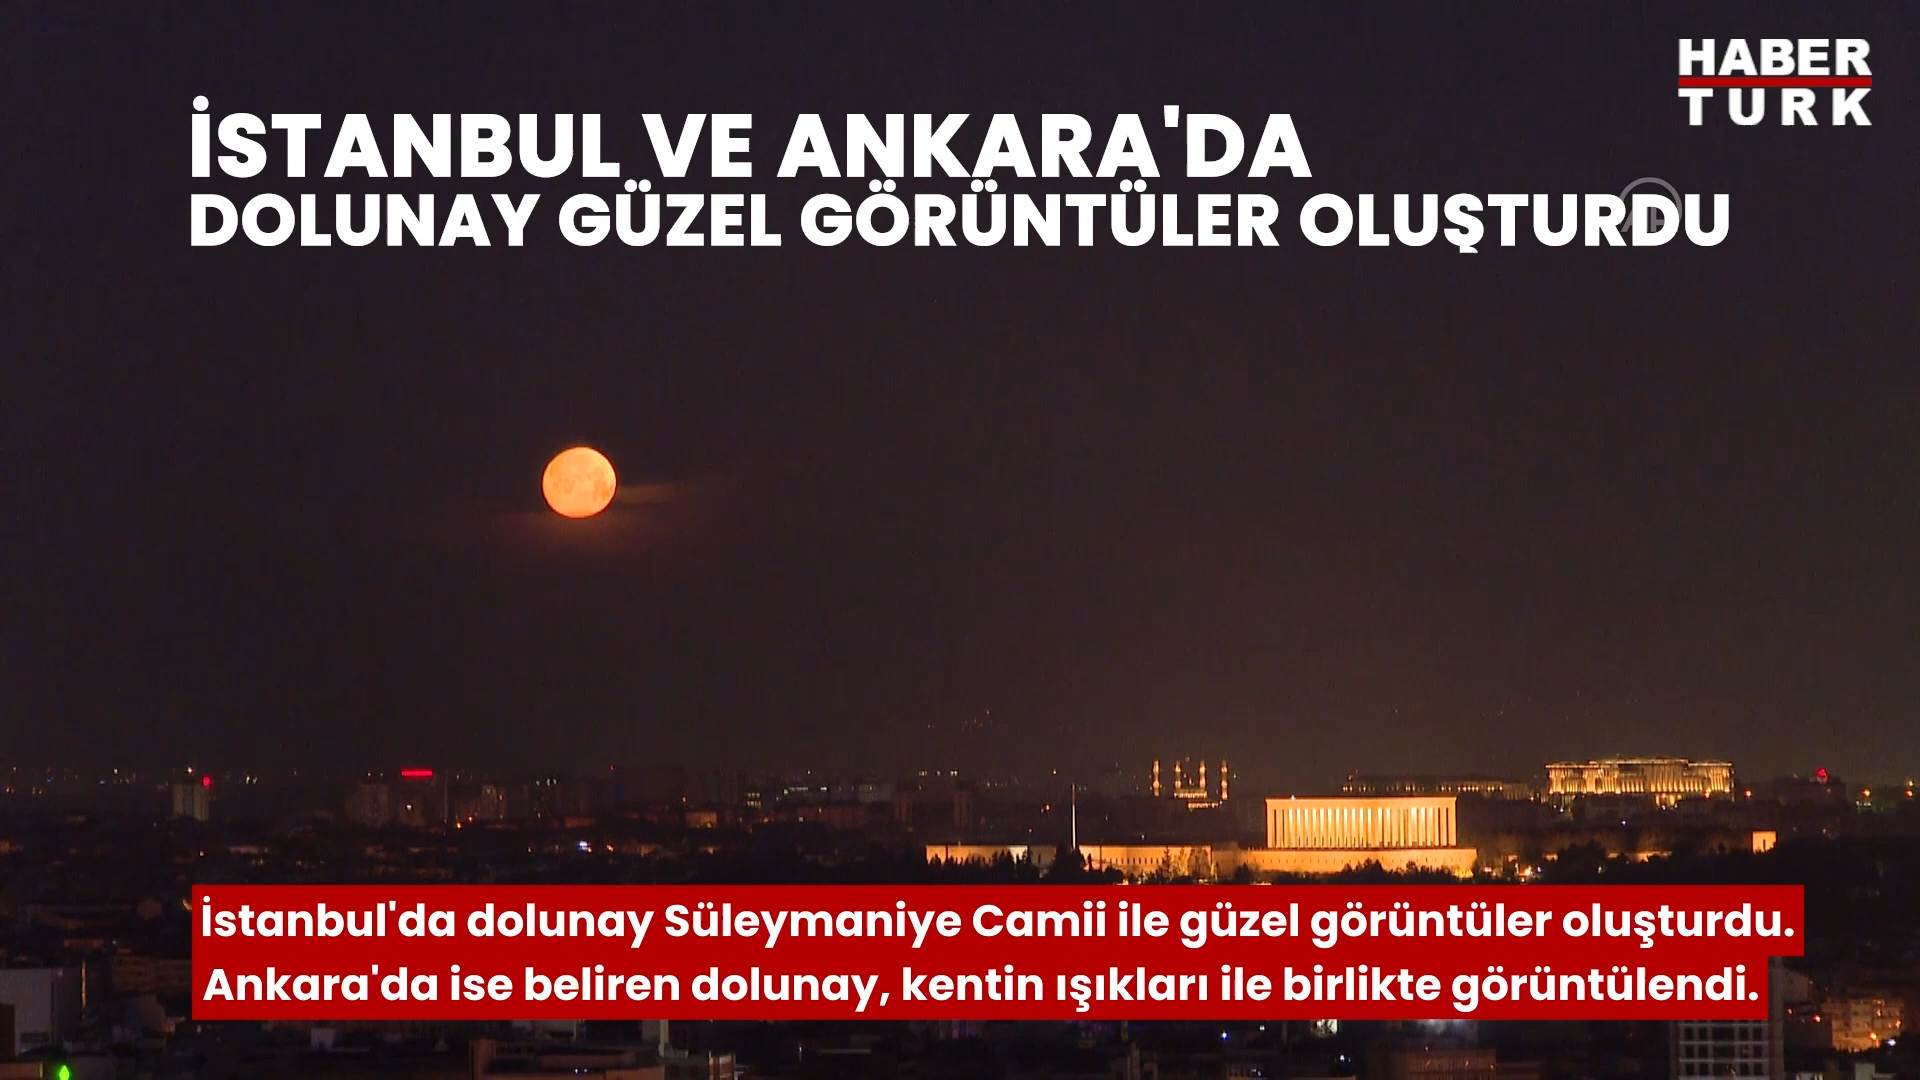 HABER
TURK
İSTANBUL VE ANKARA'DA
DOLUNAY GÜZEL GÖRÜNTÜLER OLUŞTURDU
AA
İstanbul'da dolunay Süleymaniye Camii ile güzel görüntüler oluşturdu.
Ankara'da ise beliren dolunay, kentin ışıkları ile birlikte görüntülendi.